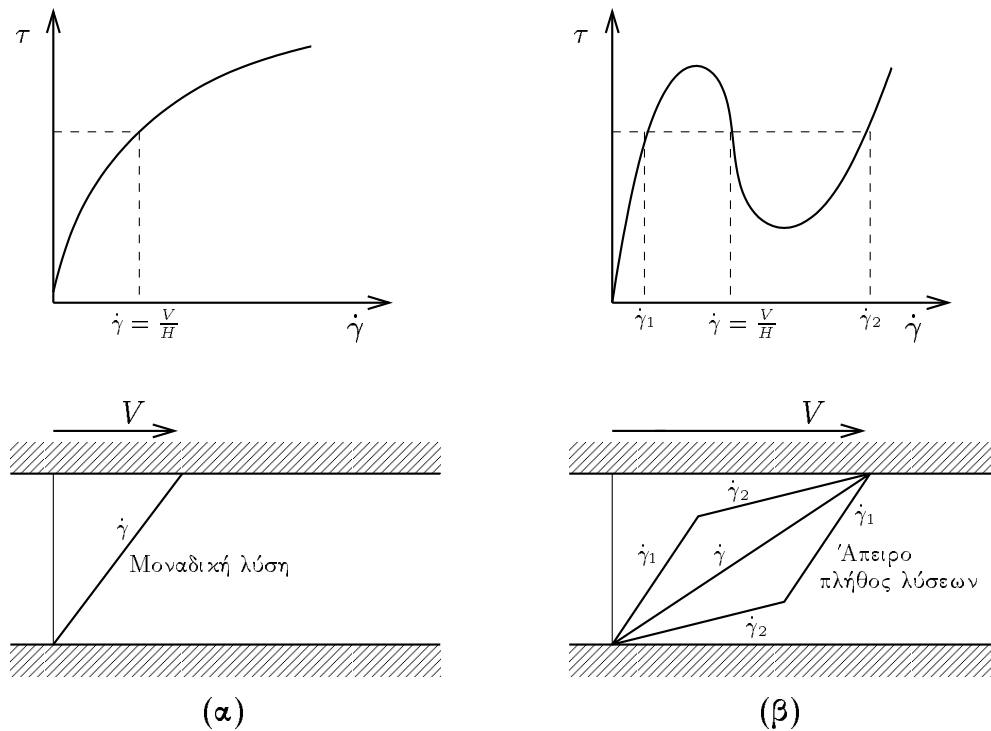 τ
γ̇ = V/H
γ̇
τ
γ̇₁
γ̇ = V/H
γ̇₂
γ̇
V
γ̇
Μοναδική λύση
V
γ̇₂
γ̇₁
γ̇₁
γ̇
Άπειρο
πλήθος λύσεων
γ̇₂
(α)
(β)